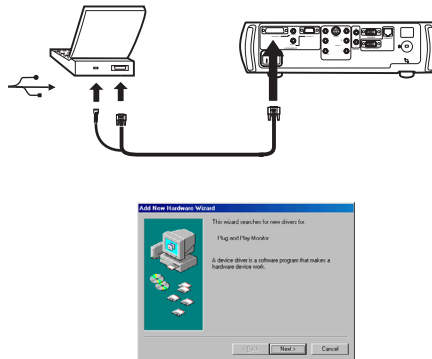 Add New Hardware Wizard
This wizard searches for new drivers for:
Plug and Play Monitor
A device driver is a software program that makes a
hardware device work.
< Back
Next >
Cancel